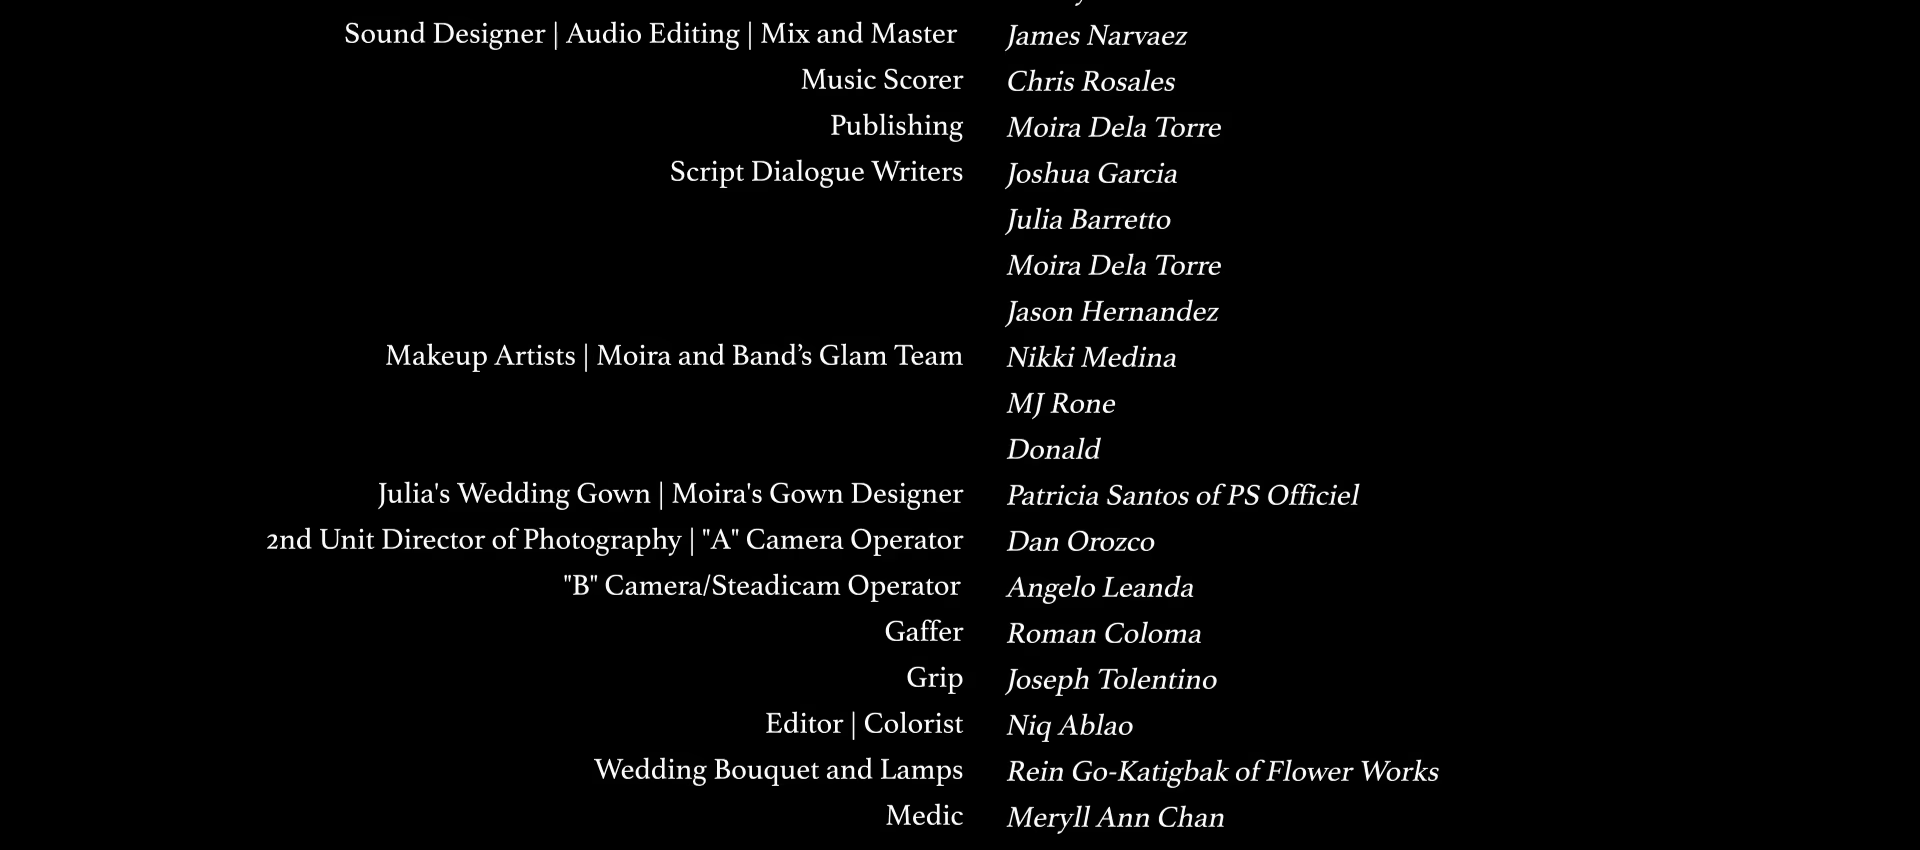 Sound Designer | Audio Editing | Mix and Master James Narvaez
Music Scorer Chris Rosales
Publishing Moira Dela Torre
Script Dialogue Writers Joshua Garcia
Julia Barretto
Moira Dela Torre
Jason Hernandez
Makeup Artists | Moira and Band’s Glam Team Nikki Medina
MJ Rone
Donald
Julia's Wedding Gown | Moira's Gown Designer Patricia Santos of PS Officiel
2nd Unit Director of Photography | "A" Camera Operator Dan Orozco
"B" Camera/Steadicam Operator Angelo Leanda
Gaffer Roman Coloma
Grip Joseph Tolentino
Editor | Colorist Niq Ablao
Wedding Bouquet and Lamps Rein Go-Katigbak of Flower Works
Medic Meryll Ann Chan